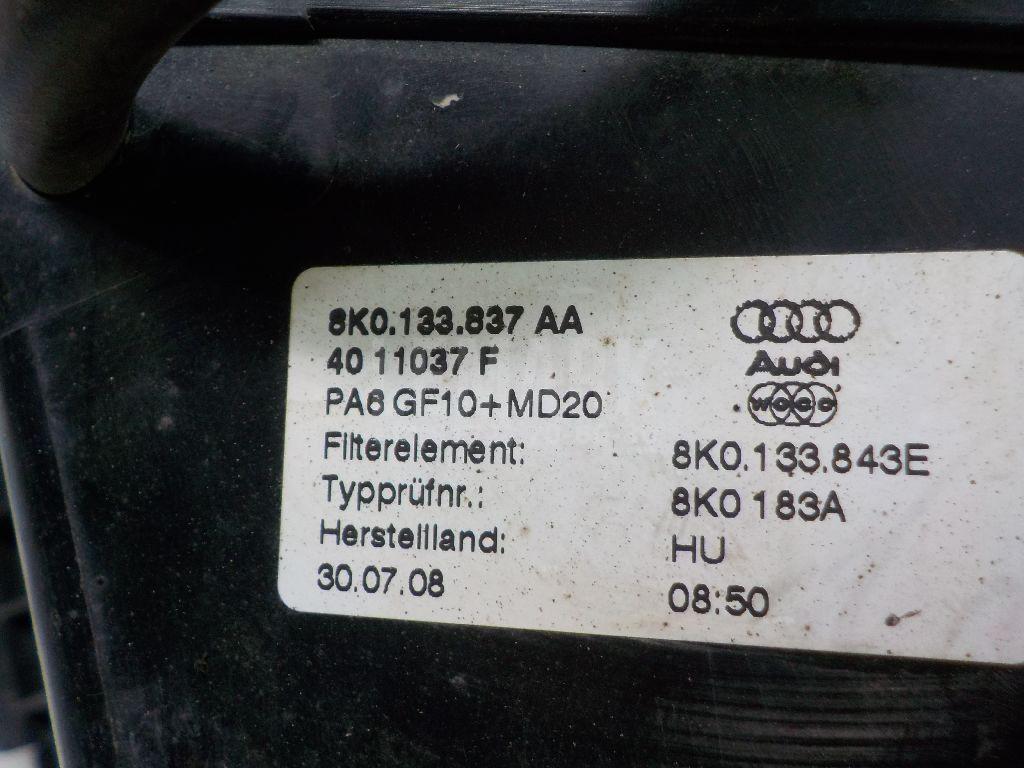 8K0.133.837 AA
40 11037 F
PA6 GF10+MD20
Audi
Filterelement: 8K0.133.843E
Typprüfnr.: 8K0 183A
Herstellland: HU
30.07.08 08:50